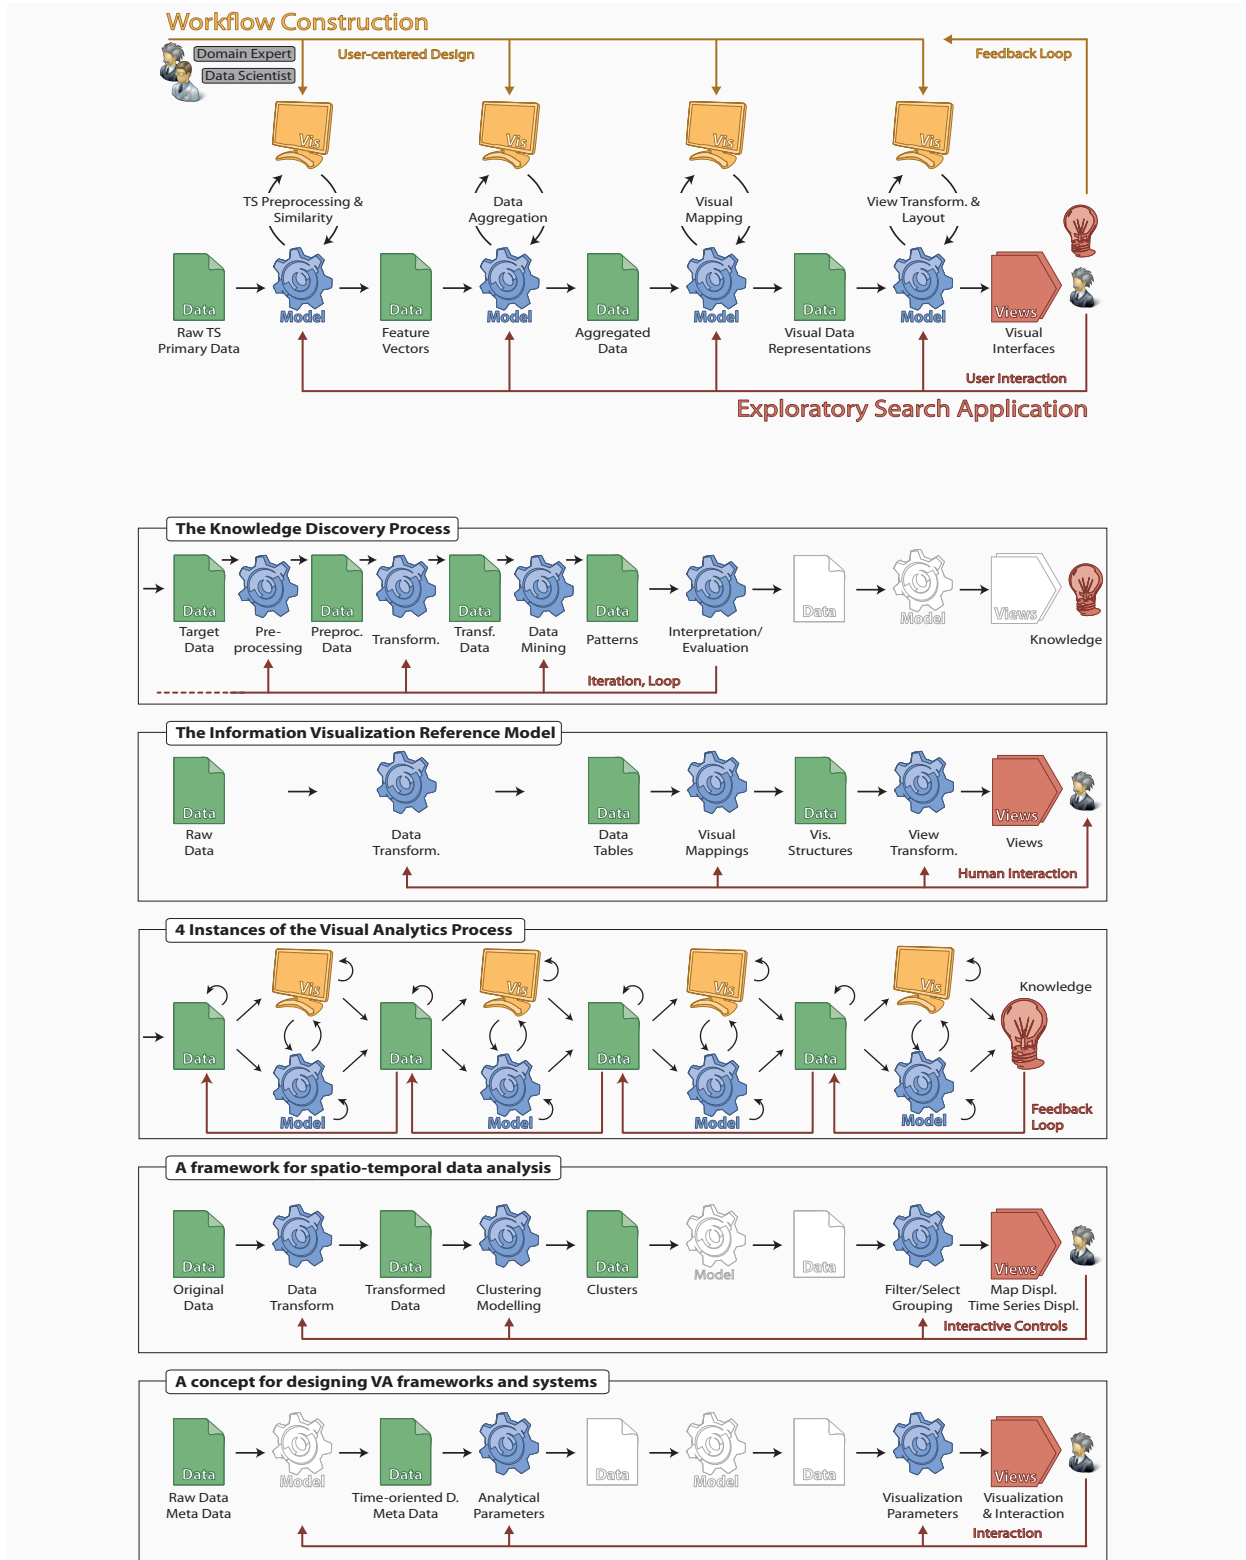 Workflow Construction
Domain Expert
Data Scientist
User-centered Design
Feedback Loop
Vis
Vis
Vis
Vis
TS Preprocessing &
Similarity
Data
Aggregation
Visual
Mapping
View Transform. &
Layout
Data
Model
Data
Model
Data
Model
Data
Model
Views
Raw TS
Primary Data
Feature
Vectors
Aggregated
Data
Visual Data
Representations
Visual
Interfaces
User Interaction
Exploratory Search Application
The Knowledge Discovery Process
Data
Data
Data
Data
Data
Model
Views
Target
Data
Pre-
processing
Preproc.
Data
Transform.
Transf.
Data
Data
Mining
Patterns
Interpretation/
Evaluation
Knowledge
Iteration, Loop
The Information Visualization Reference Model
Data
Data
Data
Views
Raw
Data
Data
Transform.
Data
Tables
Visual
Mappings
Vis.
Structures
View
Transform.
Views
Human Interaction
4 Instances of the Visual Analytics Process
Vis
Vis
Vis
Vis
Knowledge
Data
Data
Data
Data
Model
Model
Model
Model
Feedback
Loop
A framework for spatio-temporal data analysis
Data
Data
Data
Model
Data
Views
Original
Data
Data
Transform
Transformed
Data
Clustering
Modelling
Clusters
Filter/Select
Grouping
Map Displ.
Time Series Displ.
Interactive Controls
A concept for designing VA frameworks and systems
Data
Model
Data
Data
Model
Data
Views
Raw Data
Meta Data
Time-oriented D.
Meta Data
Analytical
Parameters
Visualization
Parameters
Visualization
& Interaction
Interaction